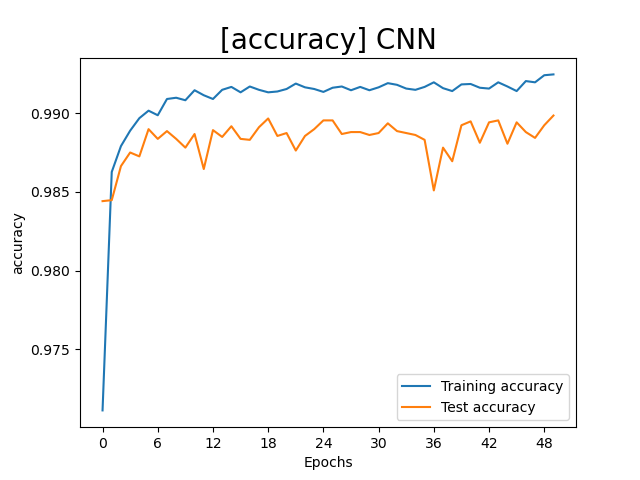 [accuracy] CNN
0.990
0.985
0.980
0.975
accuracy
Training accuracy
Test accuracy
0 6 12 18 24 30 36 42 48
Epochs